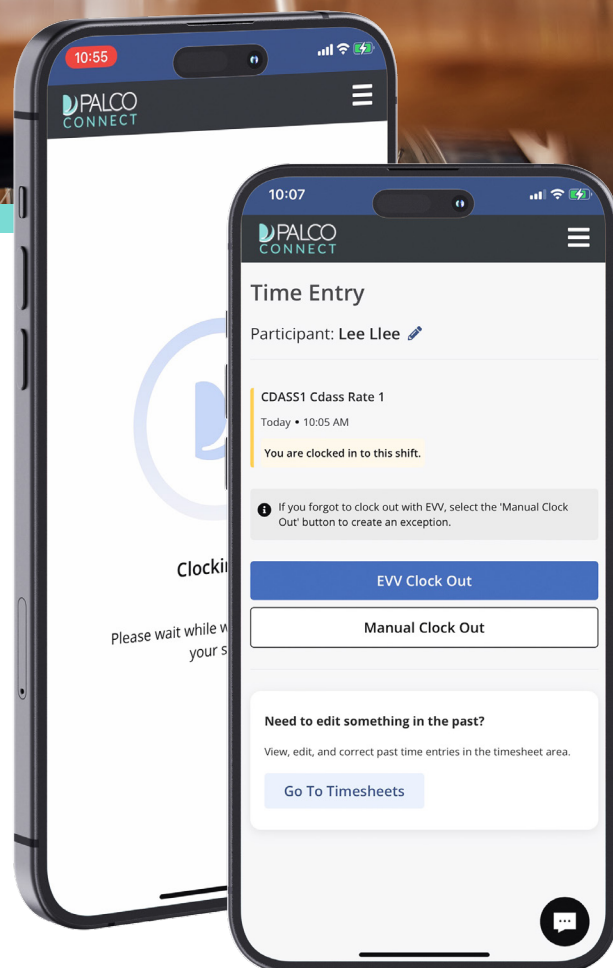 10:55
PALCO
CONNECT
Please wait while
your
10:07
PALCO
CONNECT
Time Entry
Participant: Lee Llee
CDASS1 Cdass Rate 1
Today • 10:05 AM
You are clocked in to this shift.
If you forgot to clock out with EVV, select the 'Manual Clock
Out' button to create an exception.
EVV Clock Out
Manual Clock Out
Need to edit something in the past?
View, edit, and correct past time entries in the timesheet area.
Go To Timesheets